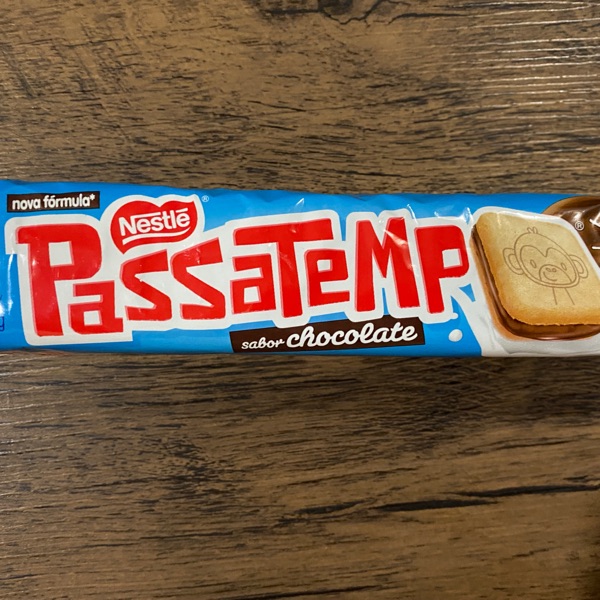 nova fórmula*
Nestlé®
PassaTeMP
®
sabor chocolate